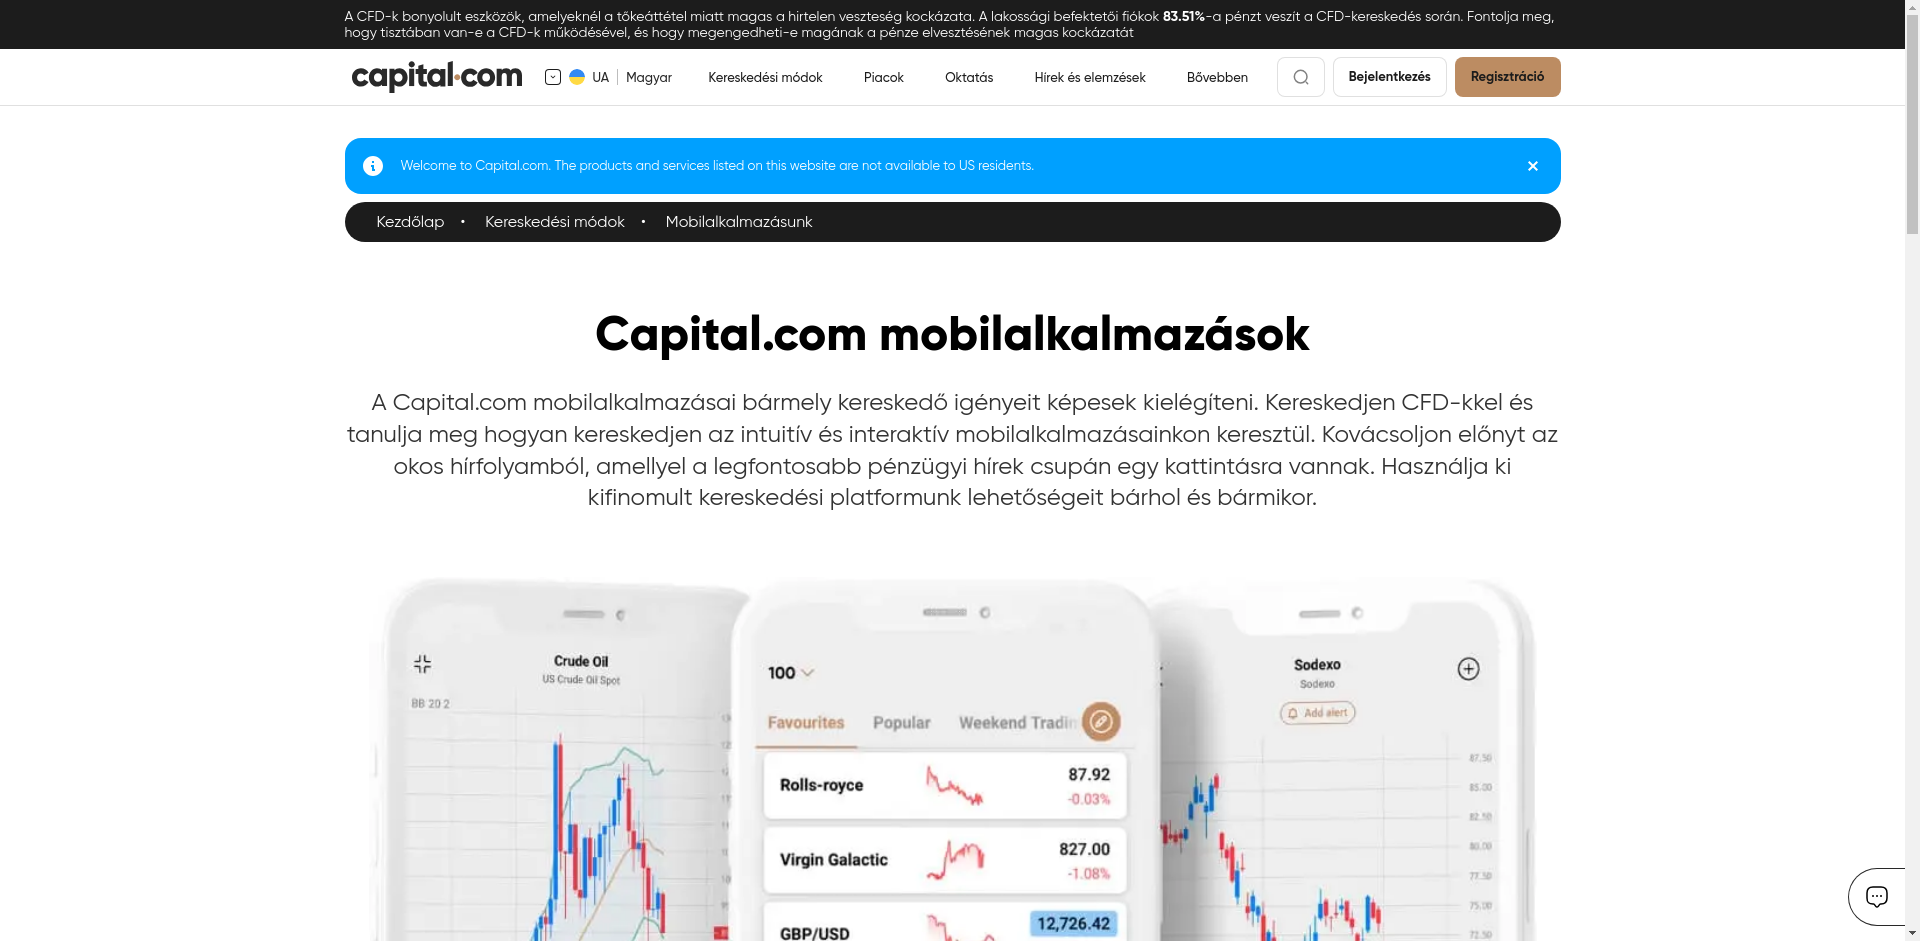 A CFD-k bonyolult eszközök, amelyeknél a tőkeáttétel miatt magas a hirtelen veszteség kockázata. A lakossági befektetői fiókok 83.51%-a pénzt veszít a CFD-kereskedés során. Fontolja meg,
hogy tisztában van-e a CFD-k működésével, és hogy megengedheti-e magának a pénze elvesztésének magas kockázatát
capital.com
UA Magyar
Kereskedési módok
Piacok
Oktatás
Hírek és elemzések
Bővebben
Bejelentkezés
Regisztráció
Welcome to Capital.com. The products and services listed on this website are not available to US residents.
Kezdőlap • Kereskedési módok • Mobilalkalmazásunk
Capital.com mobilalkalmazások
A Capital.com mobilalkalmazásai bármely kereskedő igényeit képesek kielégíteni. Kereskedjen CFD-kkel és
tanulja meg hogyan kereskedjen az intuitív és interaktív mobilalkalmazásainkon keresztül. Kovácsoljon előnyt az
okos hírfolyamból, amellyel a legfontosabb pénzügyi hírek csupán egy kattintásra vannak. Használja ki
kifinomult kereskedési platformunk lehetőségeit bárhol és bármikor.
Crude Oil
US Crude Oil Spot
BB 20 2
100
Favourites Popular Weekend Tradin
Rolls-royce
87.92
-0.03%
Virgin Galactic
827.00
-1.08%
GBP/USD
12,726.42
Sodexo
Sodexo
Add alert
87.50
85.00
82.50
80.00
77.50
75.00
72.50